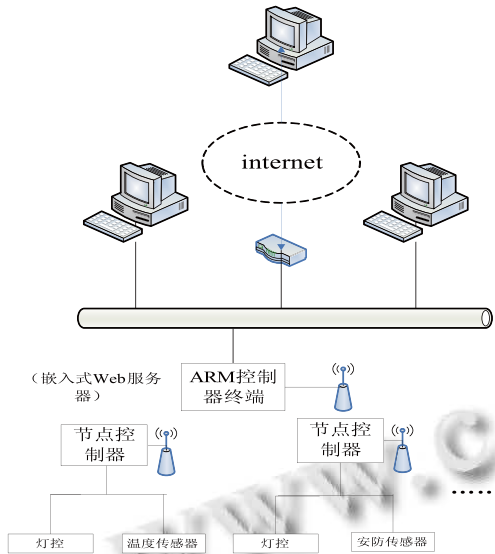 internet
（嵌入式Web服务
器）
ARM控制
器终端
节点控
制器
节点控
制器
.....
灯控
温度传感器
灯控
安防传感器
www.c